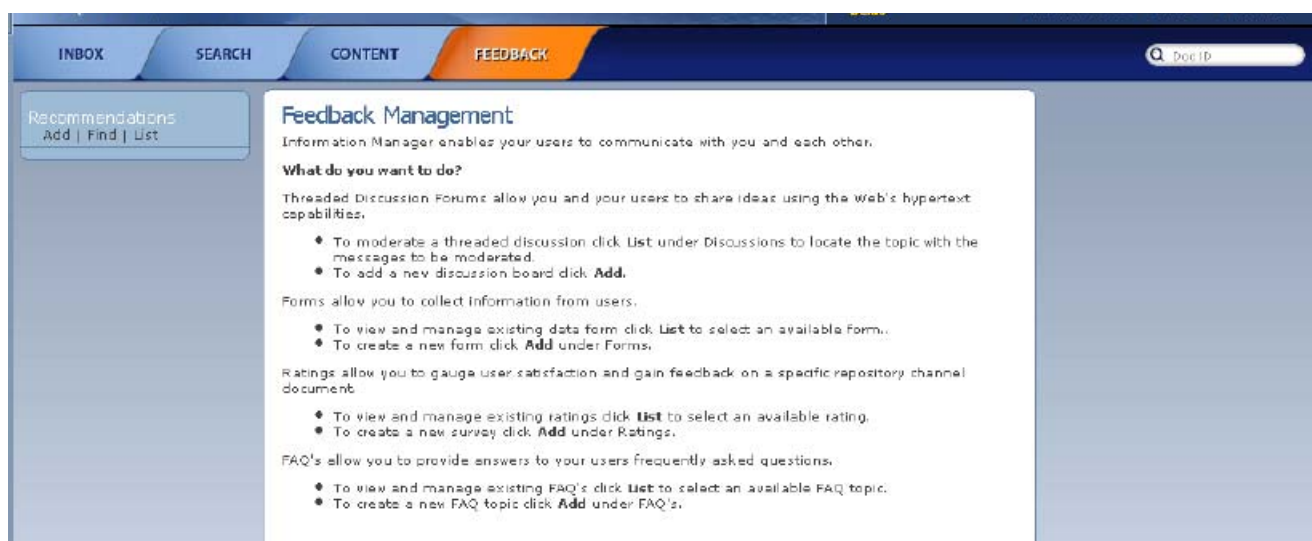 INBOX SEARCH CONTENT FEEDBACK Doc ID
Recommendations
Add | Find | List
Feedback Management
Information Manager enables your users to communicate with you and each other.
What do you want to do?
Threaded Discussion Forums allow you and your users to share ideas using the Web's hypertext
capabilities.
• To moderate a threaded discussion click List under Discussions to locate the topic with the
messages to be moderated.
• To add a new discussion board click Add.
Forms allow you to collect information from users.
• To view and manage existing data form click List to select an available form..
• To create a new form click Add under Forms.
Ratings allow you to gauge user satisfaction and gain feedback on a specific repository channel
document
• To view and manage existing ratings click List to select an available rating.
• To create a new survey click Add under Ratings.
FAQ's allow you to provide answers to your users frequently asked questions.
• To view and manage existing FAQ's click List to select an available FAQ topic.
• To create a new FAQ topic click Add under FAQ's.